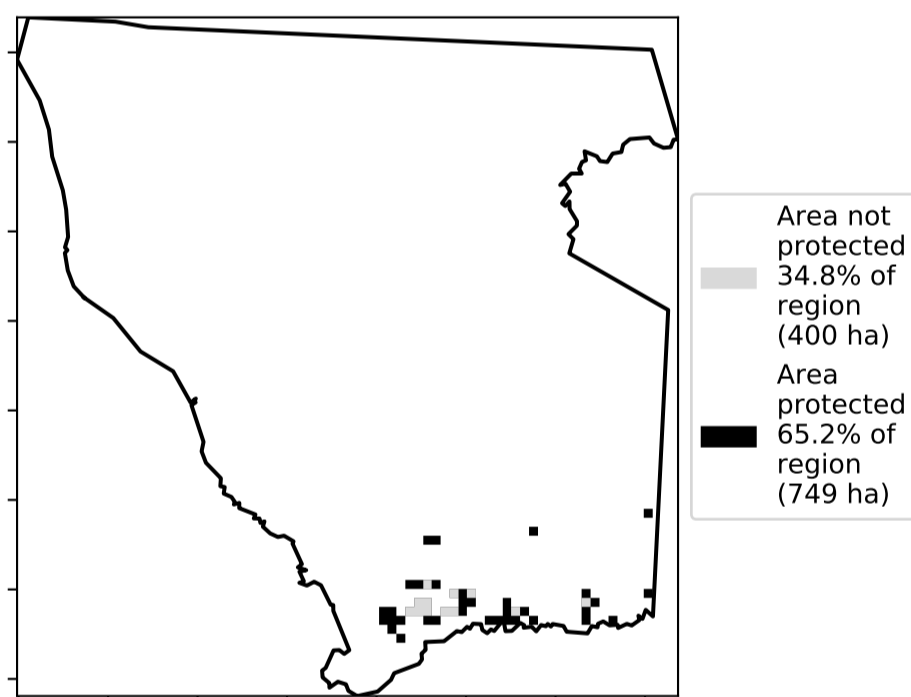 Area not
protected
34.8% of
region
(400 ha)
Area
protected
65.2% of
region
(749 ha)